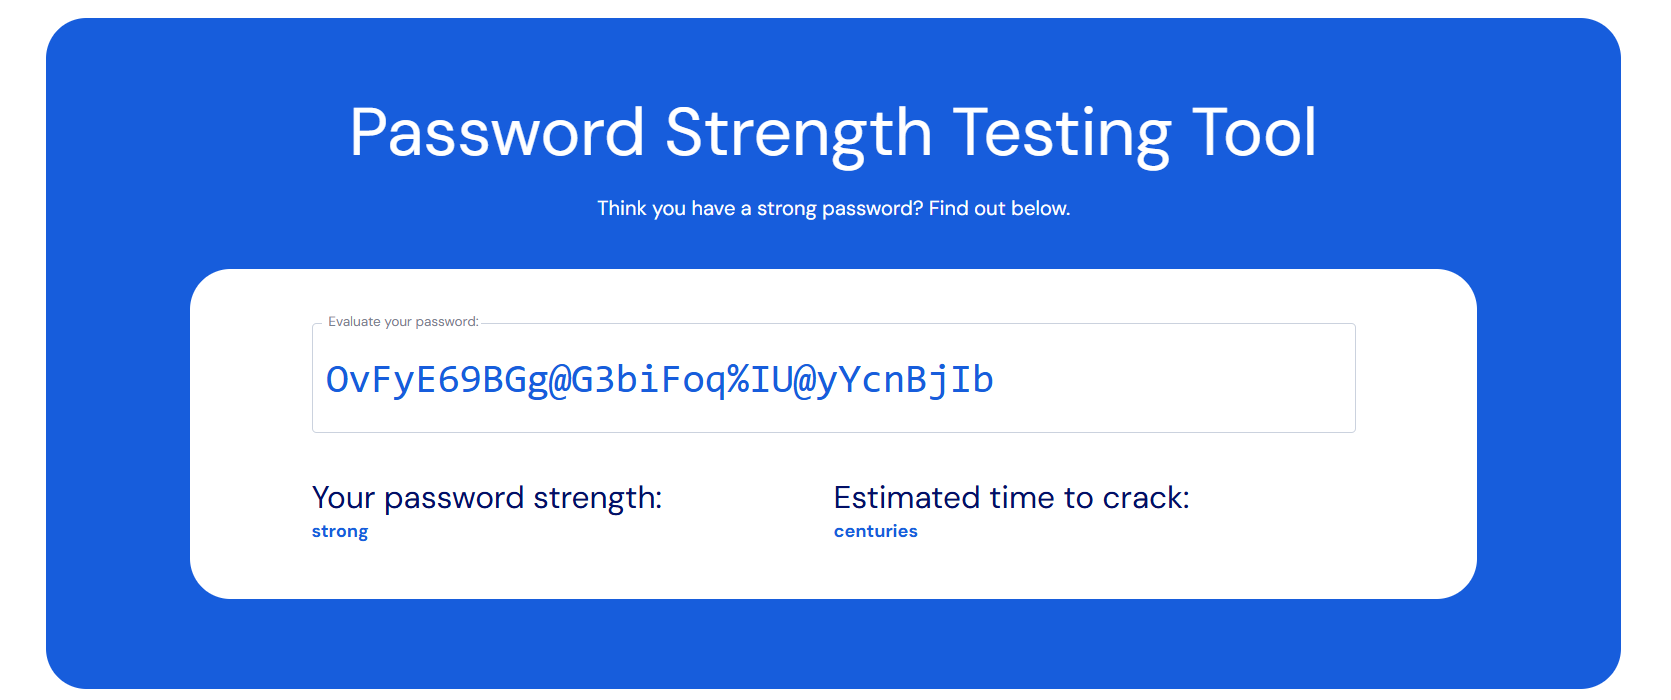 Password Strength Testing Tool
Think you have a strong password? Find out below.
Evaluate your password:
OvFyE69BGg@G3biFoq%IU@yYcnBjIb
Your password strength:
strong
Estimated time to crack:
centuries